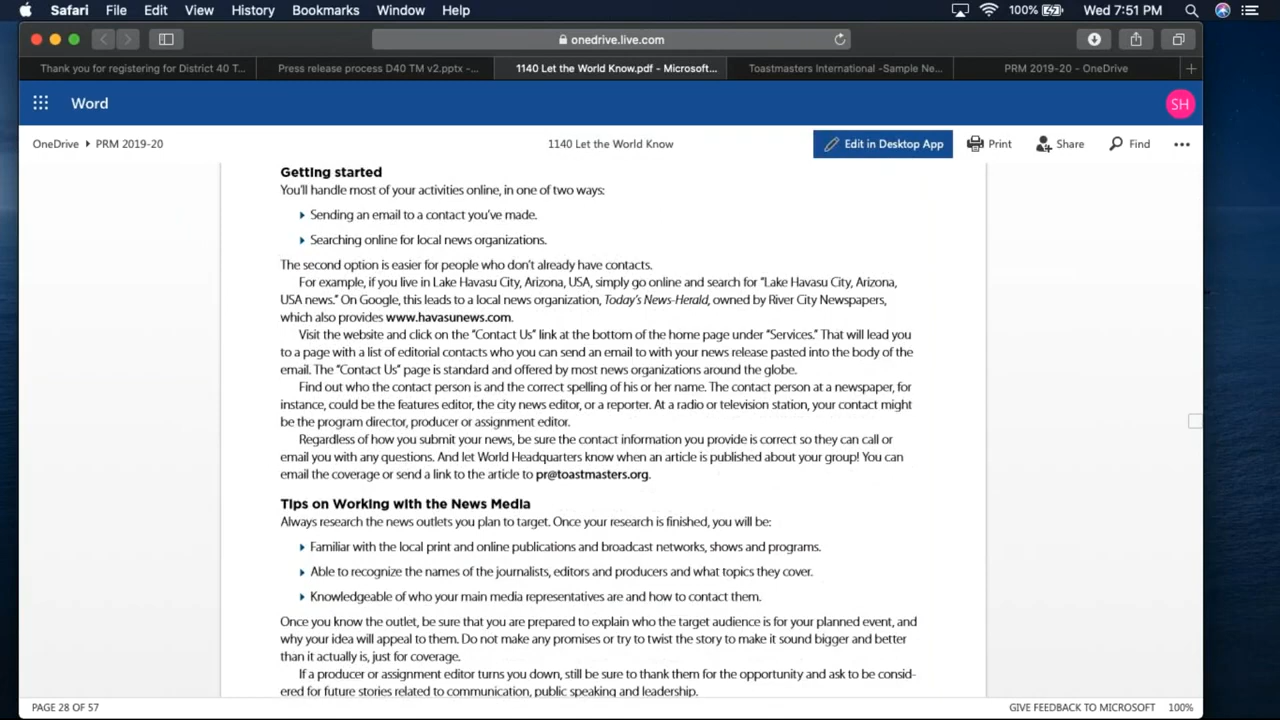 Safari File Edit View History Bookmarks Window Help 100% Wed 7:51 PM
onedrive.live.com
Thank you for registering for District 40 T... Press release process D40 TM v2.pptx -... 1140 Let the World Know.pdf - Microsoft... Toastmasters International -Sample Ne... PRM 2019-20 - OneDrive
Word SH
OneDrive PRM 2019-20 1140 Let the World Know Edit in Desktop App Print Share Find
Getting started
You'll handle most of your activities online, in one of two ways:
Sending an email to a contact you've made.
Searching online for local news organizations.
The second option is easier for people who don't already have contacts.
For example, if you live in Lake Havasu City, Arizona, USA, simply go online and search for "Lake Havasu City, Arizona,
USA news." On Google, this leads to a local news organization, Today's News-Herald, owned by River City Newspapers,
which also provides www.havasunews.com.
Visit the website and click on the "Contact Us" link at the bottom of the home page under "Services." That will lead you
to a page with a list of editorial contacts who you can send an email to with your news release pasted into the body of the
email. The "Contact Us" page is standard and offered by most news organizations around the globe.
Find out who the contact person is and the correct spelling of his or her name. The contact person at a newspaper, for
instance, could be the features editor, the city news editor, or a reporter. At a radio or television station, your contact might
be the program director, producer or assignment editor.
Regardless of how you submit your news, be sure the contact information you provide is correct so they can call or
email you with any questions. And let World Headquarters know when an article is published about your group! You can
email the coverage or send a link to the article to pr@toastmasters.org.
Tips on Working with the News Media
Always research the news outlets you plan to target. Once your research is finished, you will be:
Familiar with the local print and online publications and broadcast networks, shows and programs.
Able to recognize the names of the journalists, editors and producers and what topics they cover.
Knowledgeable of who your main media representatives are and how to contact them.
Once you know the outlet, be sure that you are prepared to explain who the target audience is for your planned event, and
why your idea will appeal to them. Do not make any promises or try to twist the story to make it sound bigger and better
than it actually is, just for coverage.
If a producer or assignment editor turns you down, still be sure to thank them for the opportunity and ask to be consid-
ered for future stories related to communication, public speaking and leadership.
PAGE 28 OF 57 GIVE FEEDBACK TO MICROSOFT 100%